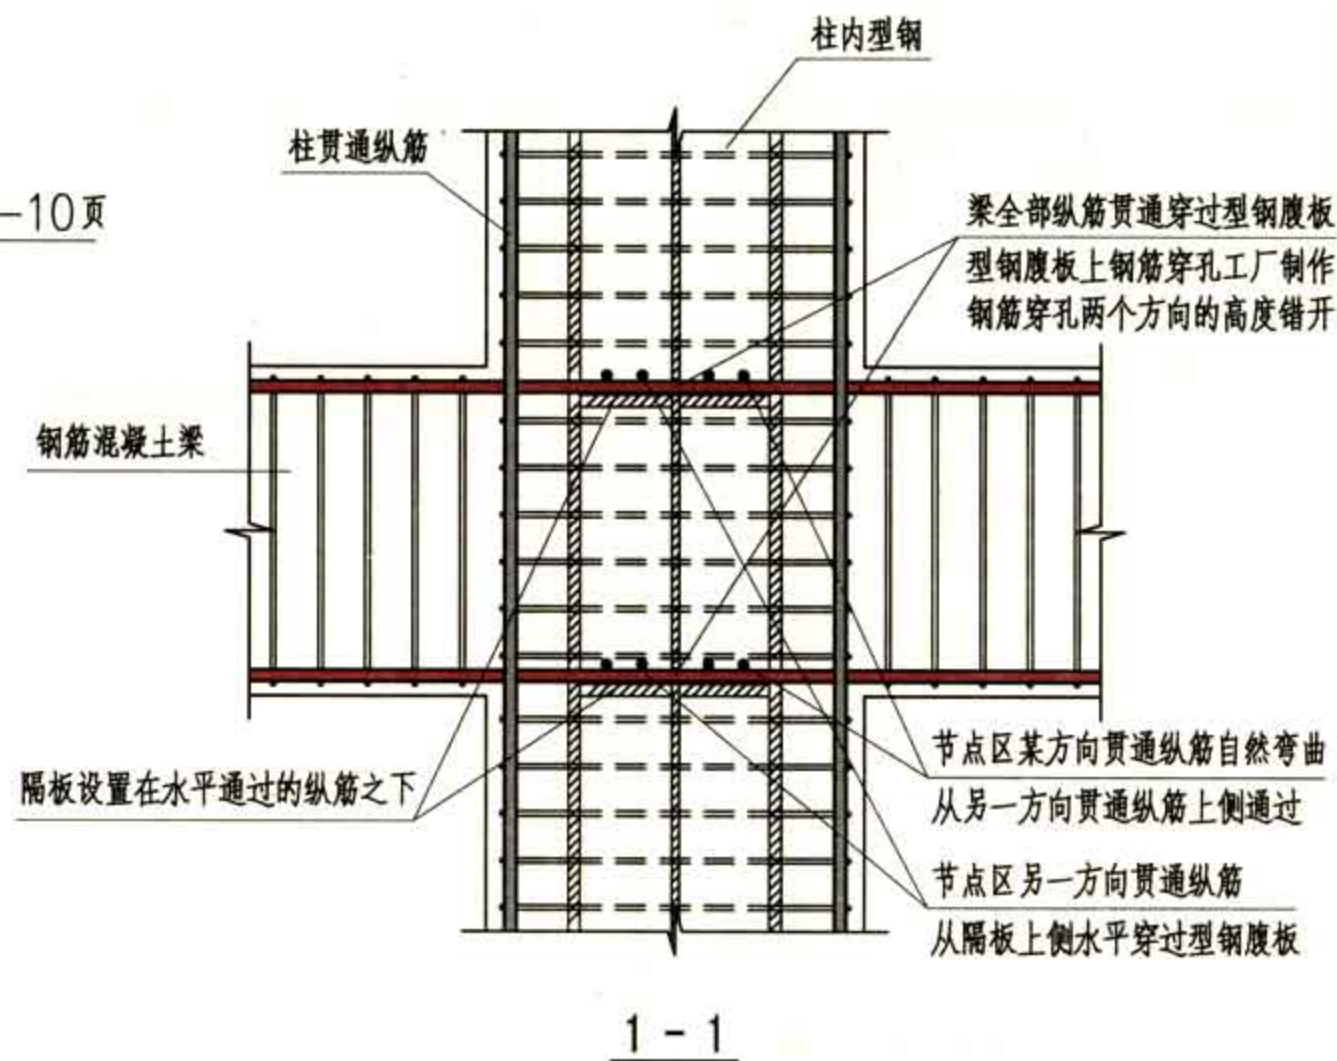 柱内型钢
柱贯通纵筋
-10页
梁全部纵筋贯通穿过型钢腹板
型钢腹板上钢筋穿孔工厂制作
钢筋穿孔两个方向的高度错开
钢筋混凝土梁
隔板设置在水平通过的纵筋之下
节点区某方向贯通纵筋自然弯曲
从另一方向贯通纵筋上侧通过
节点区另一方向贯通纵筋
从隔板上侧水平穿过型钢腹板
1-1